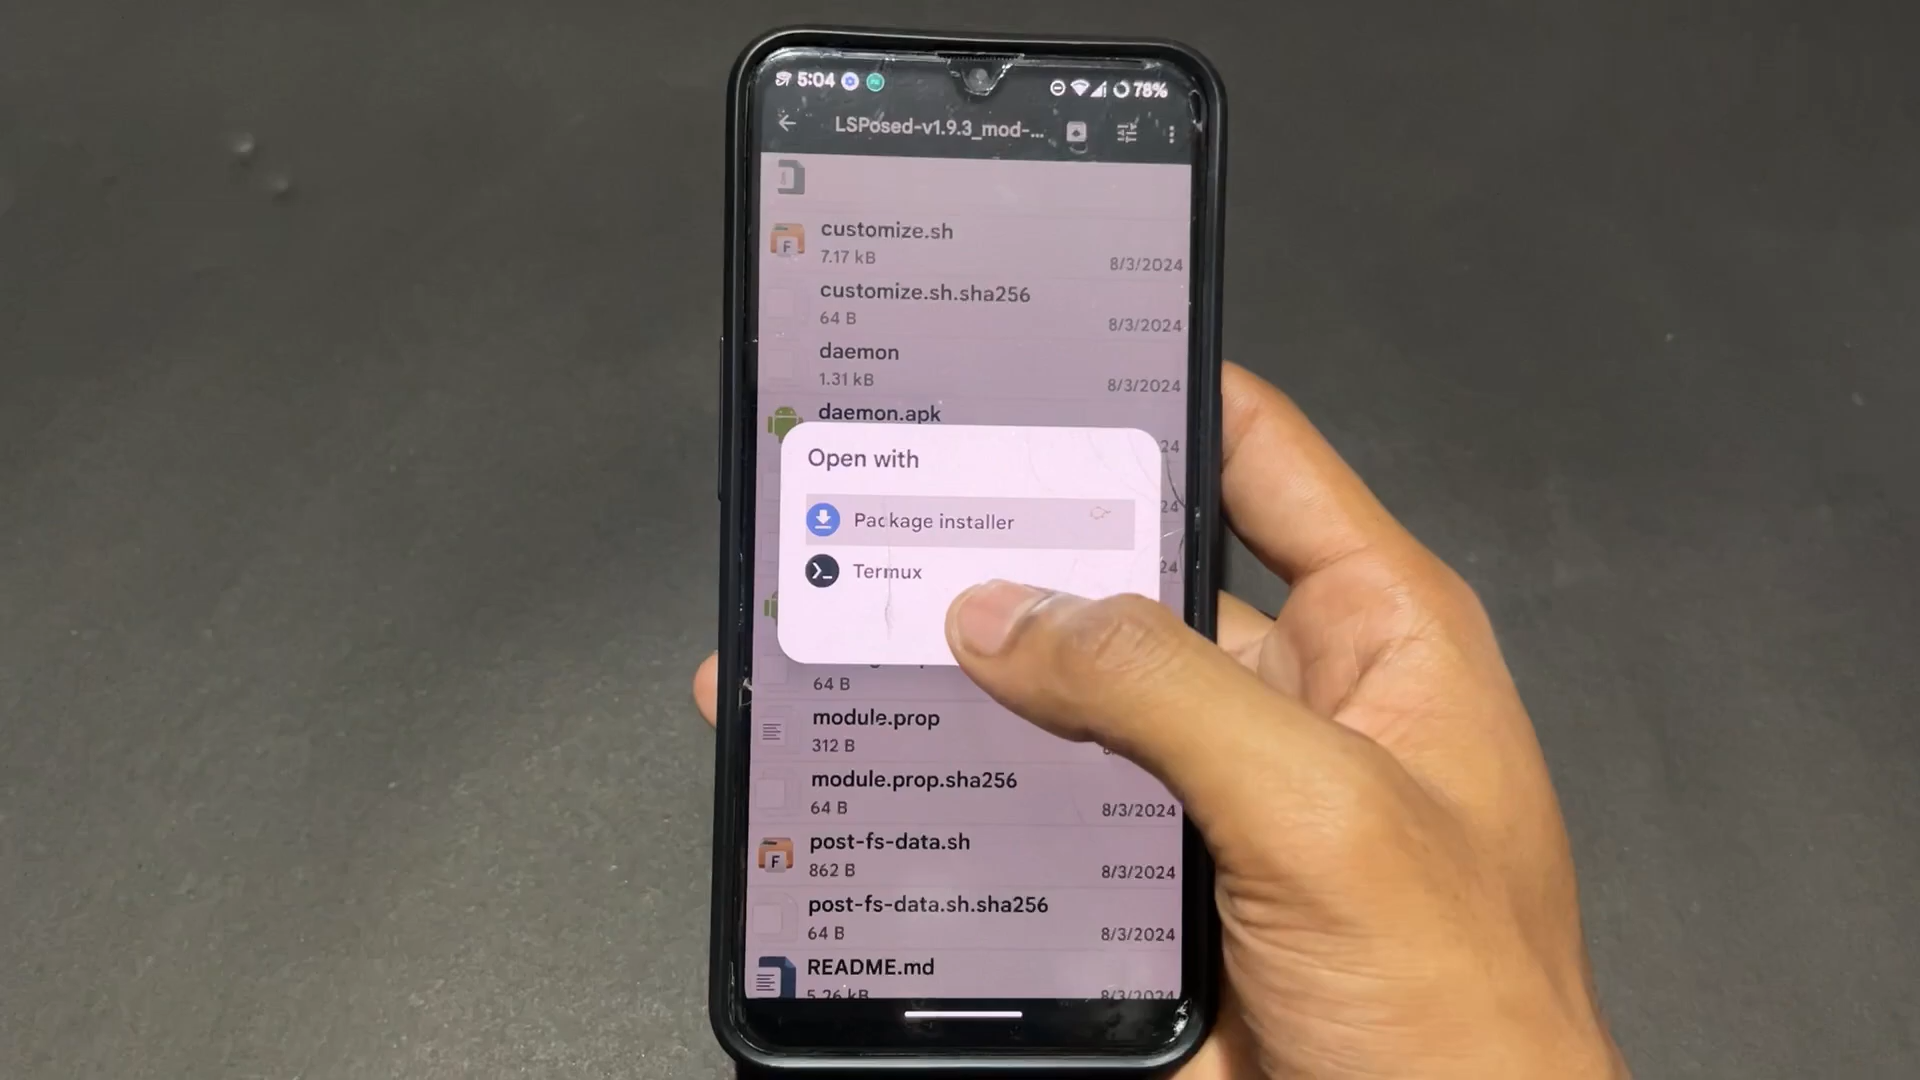 5:04
78%
LSPosed-v1.9.3_mod-...
customize.sh
7.17 kB
8/3/2024
customize.sh.sha256
64 B
8/3/2024
daemon
1.31 kB
8/3/2024
daemon.apk
24
Open with
24
Package installer
24
Termux
64 B
module.prop
312 B
module.prop.sha256
64 B
8/3/2024
F
post-fs-data.sh
862 B
8/3/2024
post-fs-data.sh.sha256
64 B
8/3/2024
README.md
5.26 kB
8/3/2024